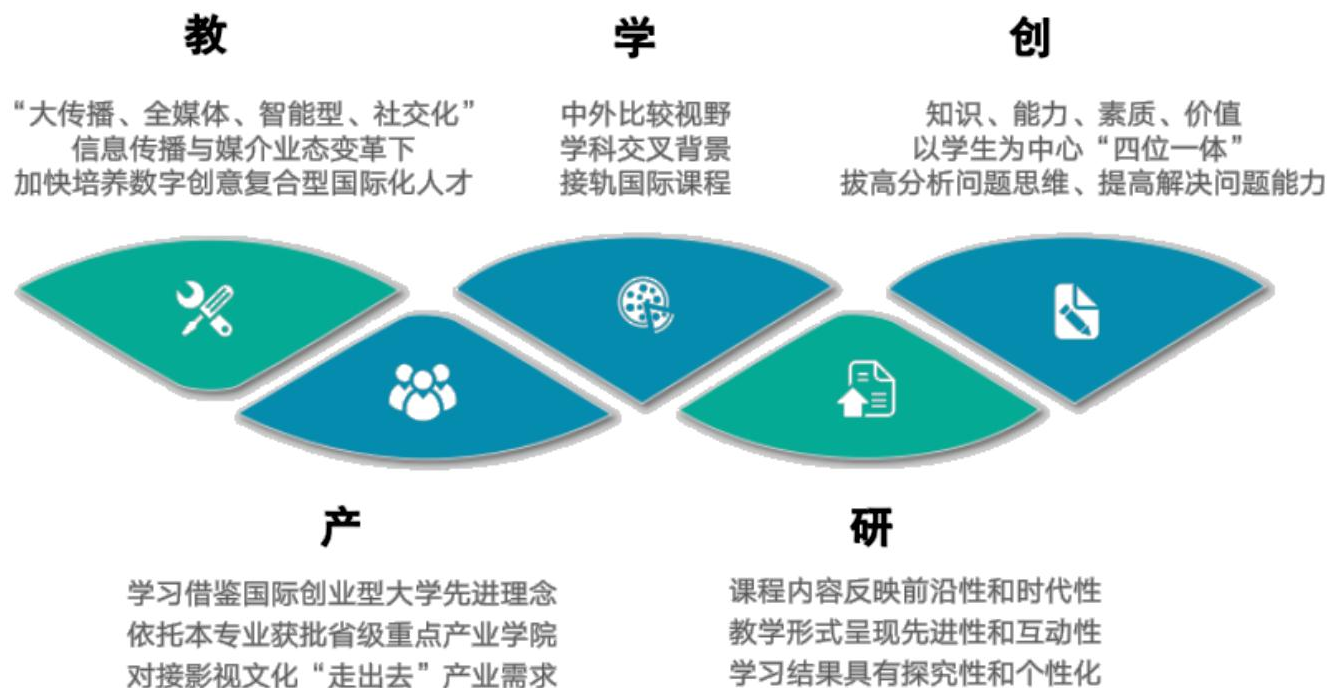 教
“大传播、全媒体、智能型、社交化”
信息传播与媒介业态变革下
加快培养数字创意复合型国际化人才
学
中外比较视野
学科交叉背景
接轨国际课程
创
知识、能力、素质、价值
以学生为中心“四位一体”
拔高分析问题思维、提高解决问题能力
产
学习借鉴国际创业型大学先进理念
依托本专业获批省级重点产业学院
对接影视文化“走出去”产业需求
研
课程内容反映前沿性和时代性
教学形式呈现先进性和互动性
学习结果具有探究性和个性化